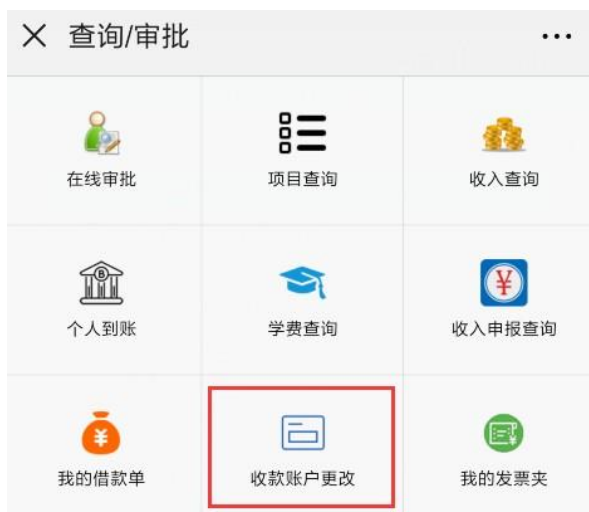 查询/审批
在线审批
项目查询
收入查询
个人到账
学费查询
收入申报查询
我的借款单
收款账户更改
我的发票夹